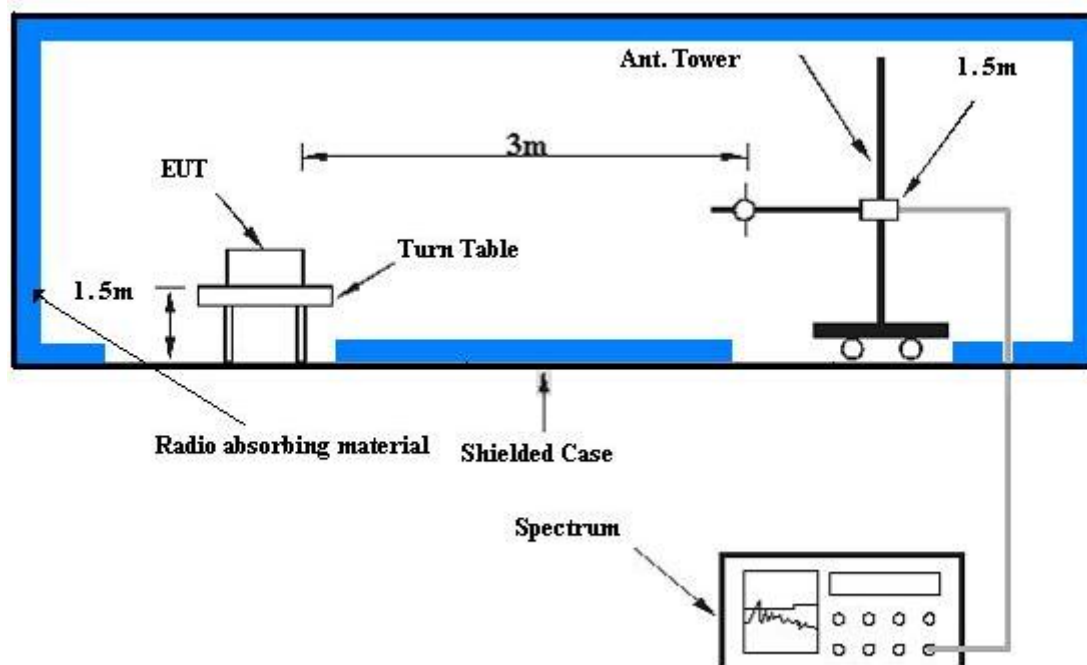 Ant. Tower
1.5m
3m
EUT
Turn Table
1.5m
Radio absorbing material
Shielded Case
Spectrum